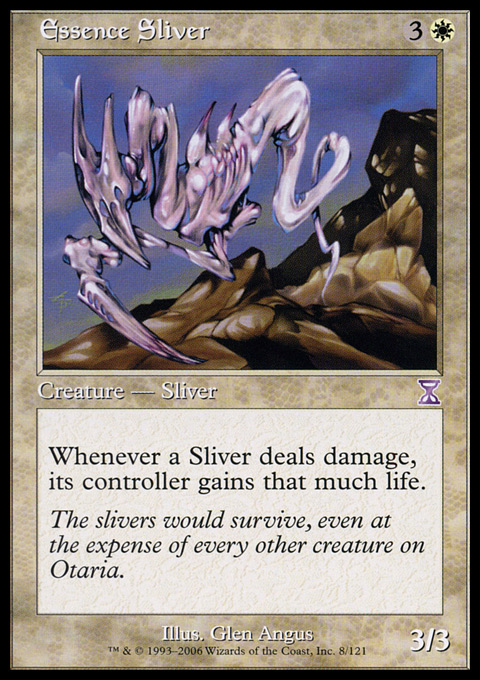 Essence Sliver 3
Creature — Sliver
Whenever a Sliver deals damage,
its controller gains that much life.
The slivers would survive, even at
the expense of every other creature on
Otaria.
Illus. Glen Angus
™ & © 1993–2006 Wizards of the Coast, Inc. 8/121
3/3